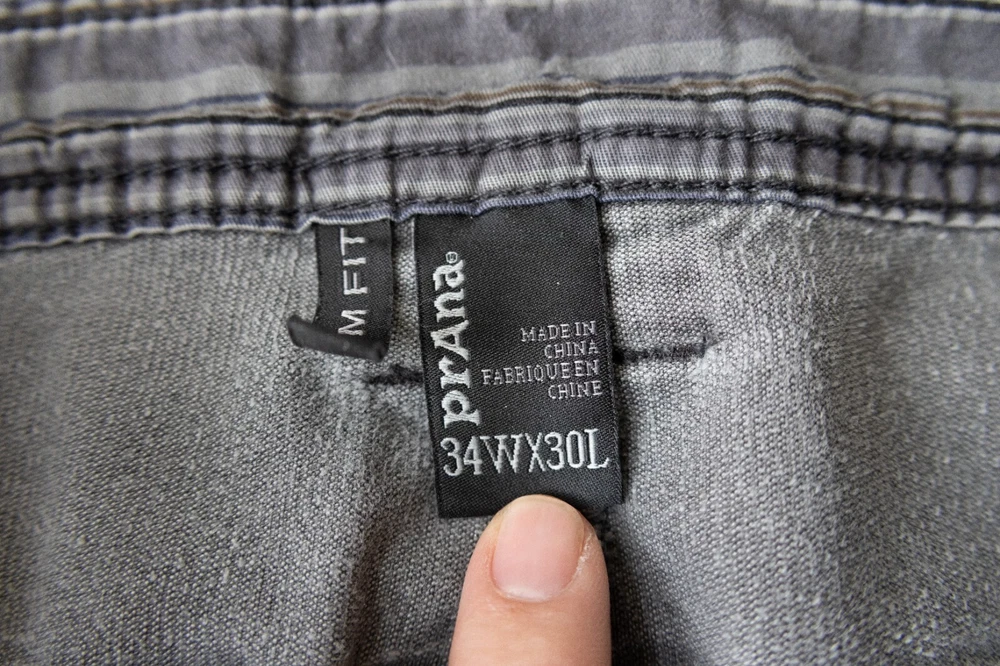 M FIT
prAna®
MADE IN
CHINA
FABRIQUE EN
CHINE
34WX30L